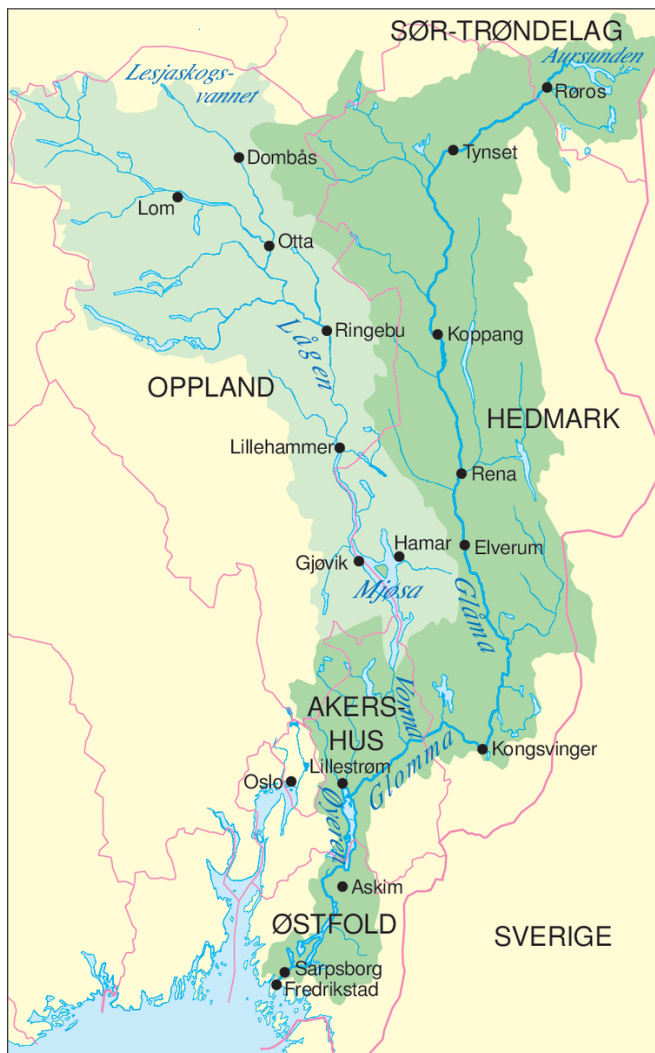 SØR-TRØNDELAG
Aursunden
Lesjaskogs-
vannet
Røros
Dombås
Tynset
Lom
Otta
Ringebu
Koppang
Lågen
OPPLAND
HEDMARK
Lillehammer
Rena
Hamar
Elverum
Gjøvik
Mjøsa
Glåma
AKERS-
HUS
Vorma
Kongsvinger
Lillestrøm
Glomma
Oslo
Øyeren
Askim
ØSTFOLD
SVERIGE
Sarpsborg
Fredrikstad